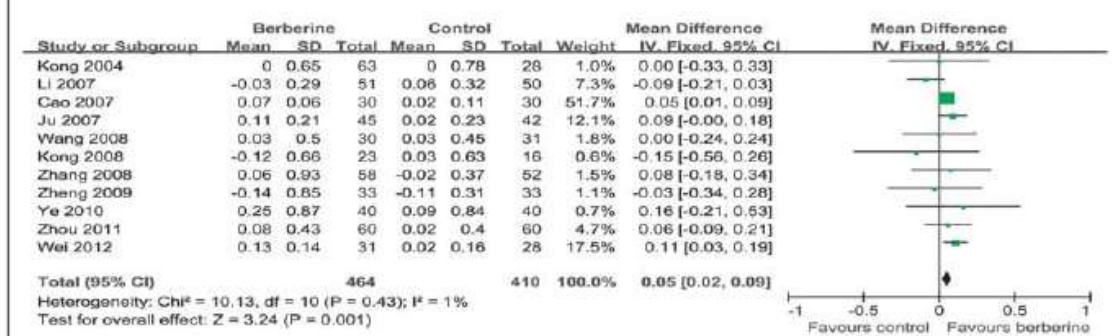 Berberine Control Mean Difference Mean Difference
Study or Subgroup Mean SD Total Mean SD Total Weight IV. Fixed. 95% CI IV. Fixed. 95% CI
Kong 2004 0 0.65 63 0 0.78 28 1.0% 0.00 [-0.33, 0.33]
Li 2007 -0.03 0.29 51 0.06 0.32 50 7.3% -0.09 [-0.21, 0.03]
Cao 2007 0.07 0.06 30 0.02 0.11 30 51.7% 0.05 [0.01, 0.09]
Ju 2007 0.11 0.21 45 0.02 0.23 42 12.1% 0.09 [-0.00, 0.18]
Wang 2008 0.03 0.5 30 0.03 0.45 31 1.8% 0.00 [-0.24, 0.24]
Kong 2008 -0.12 0.66 23 0.03 0.63 16 0.6% -0.15 [-0.56, 0.26]
Zhang 2008 0.06 0.93 58 -0.02 0.37 52 1.5% 0.08 [-0.18, 0.34]
Zheng 2009 -0.14 0.85 33 -0.11 0.31 33 1.1% -0.03 [-0.34, 0.28]
Ye 2010 0.25 0.87 40 0.09 0.84 40 0.7% 0.16 [-0.21, 0.53]
Zhou 2011 0.08 0.43 60 0.02 0.4 60 4.7% 0.06 [-0.09, 0.21]
Wei 2012 0.13 0.14 31 0.02 0.16 28 17.5% 0.11 [0.03, 0.19]
Total (95% CI) 464 410 100.0% 0.05 [0.02, 0.09]
Heterogeneity: Chi² = 10.13, df = 10 (P = 0.43); I² = 1%
Test for overall effect: Z = 3.24 (P = 0.001)
-1 -0.5 0 0.5 1
Favours control Favours berberine